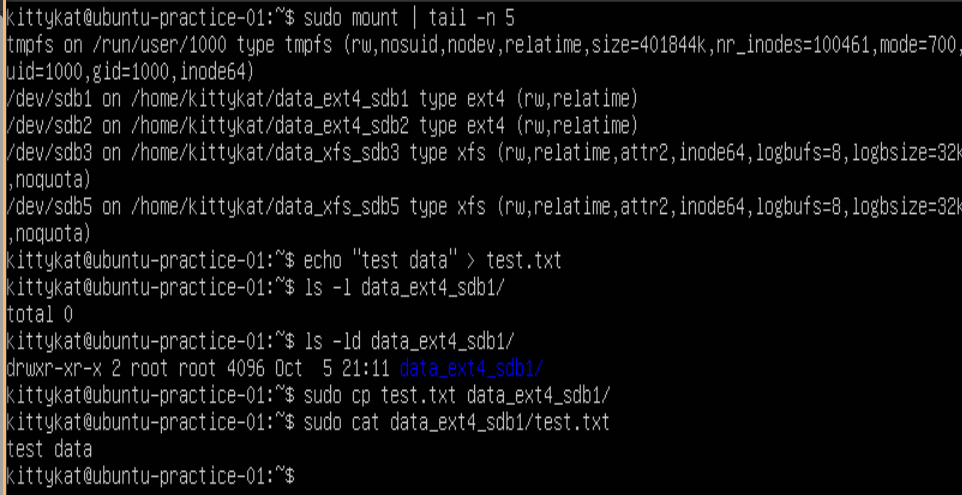 kittykat@ubuntu-practice-01:~$ sudo mount | tail -n 5
tmpfs on /run/user/1000 type tmpfs (rw,nosuid,nodev,relatime,size=401844k,nr_inodes=100461,mode=700,
uid=1000,gid=1000,inode64)
/dev/sdb1 on /home/kittykat/data_ext4_sdb1 type ext4 (rw,relatime)
/dev/sdb2 on /home/kittykat/data_ext4_sdb2 type ext4 (rw,relatime)
/dev/sdb3 on /home/kittykat/data_xfs_sdb3 type xfs (rw,relatime,attr2,inode64,logbufs=8,logbsize=32k
,noquota)
/dev/sdb5 on /home/kittykat/data_xfs_sdb5 type xfs (rw,relatime,attr2,inode64,logbufs=8,logbsize=32k
,noquota)
kittykat@ubuntu-practice-01:~$ echo "test data" > test.txt
kittykat@ubuntu-practice-01:~$ ls -l data_ext4_sdb1/
total 0
kittykat@ubuntu-practice-01:~$ ls -ld data_ext4_sdb1/
drwxr-xr-x 2 root root 4096 Oct  5 21:11 data_ext4_sdb1/
kittykat@ubuntu-practice-01:~$ sudo cp test.txt data_ext4_sdb1/
kittykat@ubuntu-practice-01:~$ sudo cat data_ext4_sdb1/test.txt
test data
kittykat@ubuntu-practice-01:~$